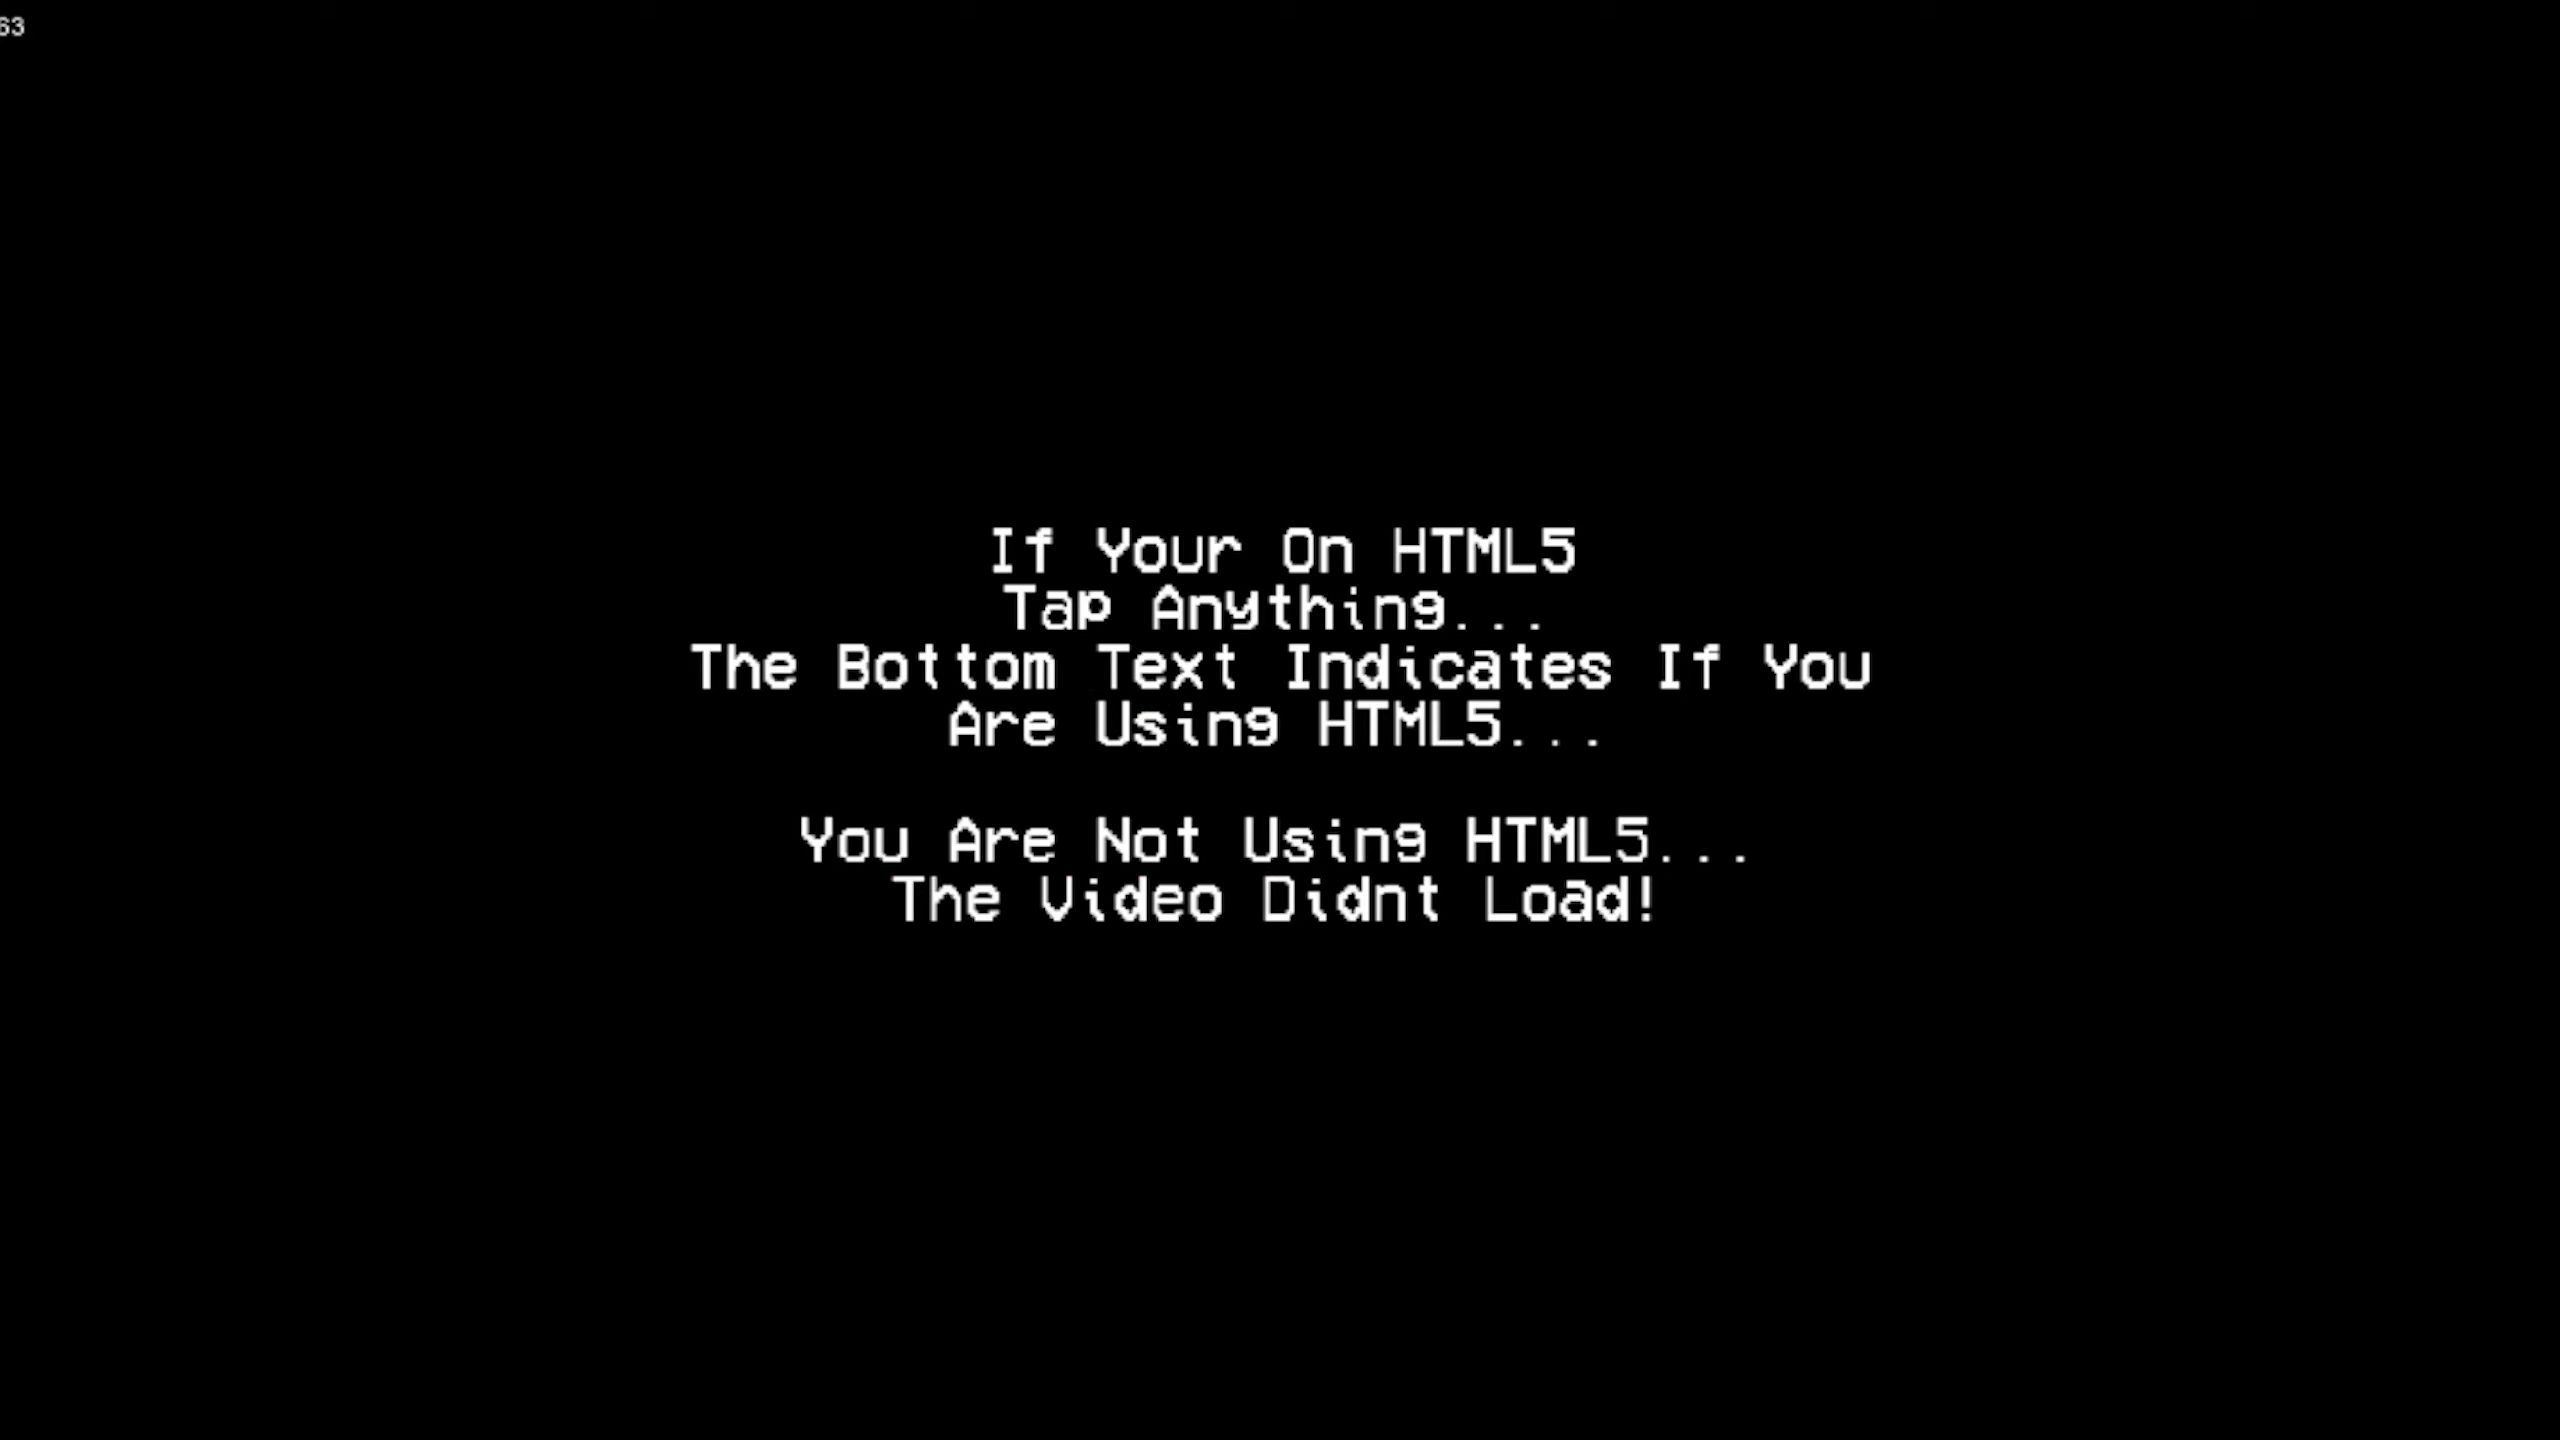 63
If Your On HTML5
Tap Anything...
The Bottom Text Indicates If You
Are Using HTML5...
You Are Not Using HTML5...
The Video Didnt Load!